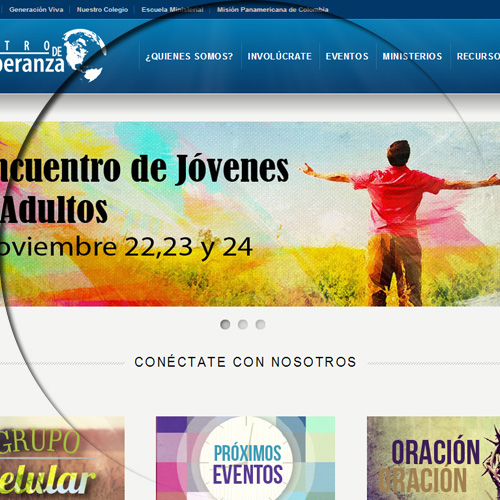 Generación Viva
Nuestro Colegio
Escuela Ministerial
Misión Panamericana de Colombia
TRO
DE
peranza
¿QUIENES SOMOS?
INVOLÚCRATE
EVENTOS
MINISTERIOS
RECURSO
ncuentro de Jóvenes
Adultos
oviembre 22,23 y 24
CONÉCTATE CON NOSOTROS
GRUPO
elular
PRÓXIMOS
EVENTOS
ORACIÓN
ORACIÓN